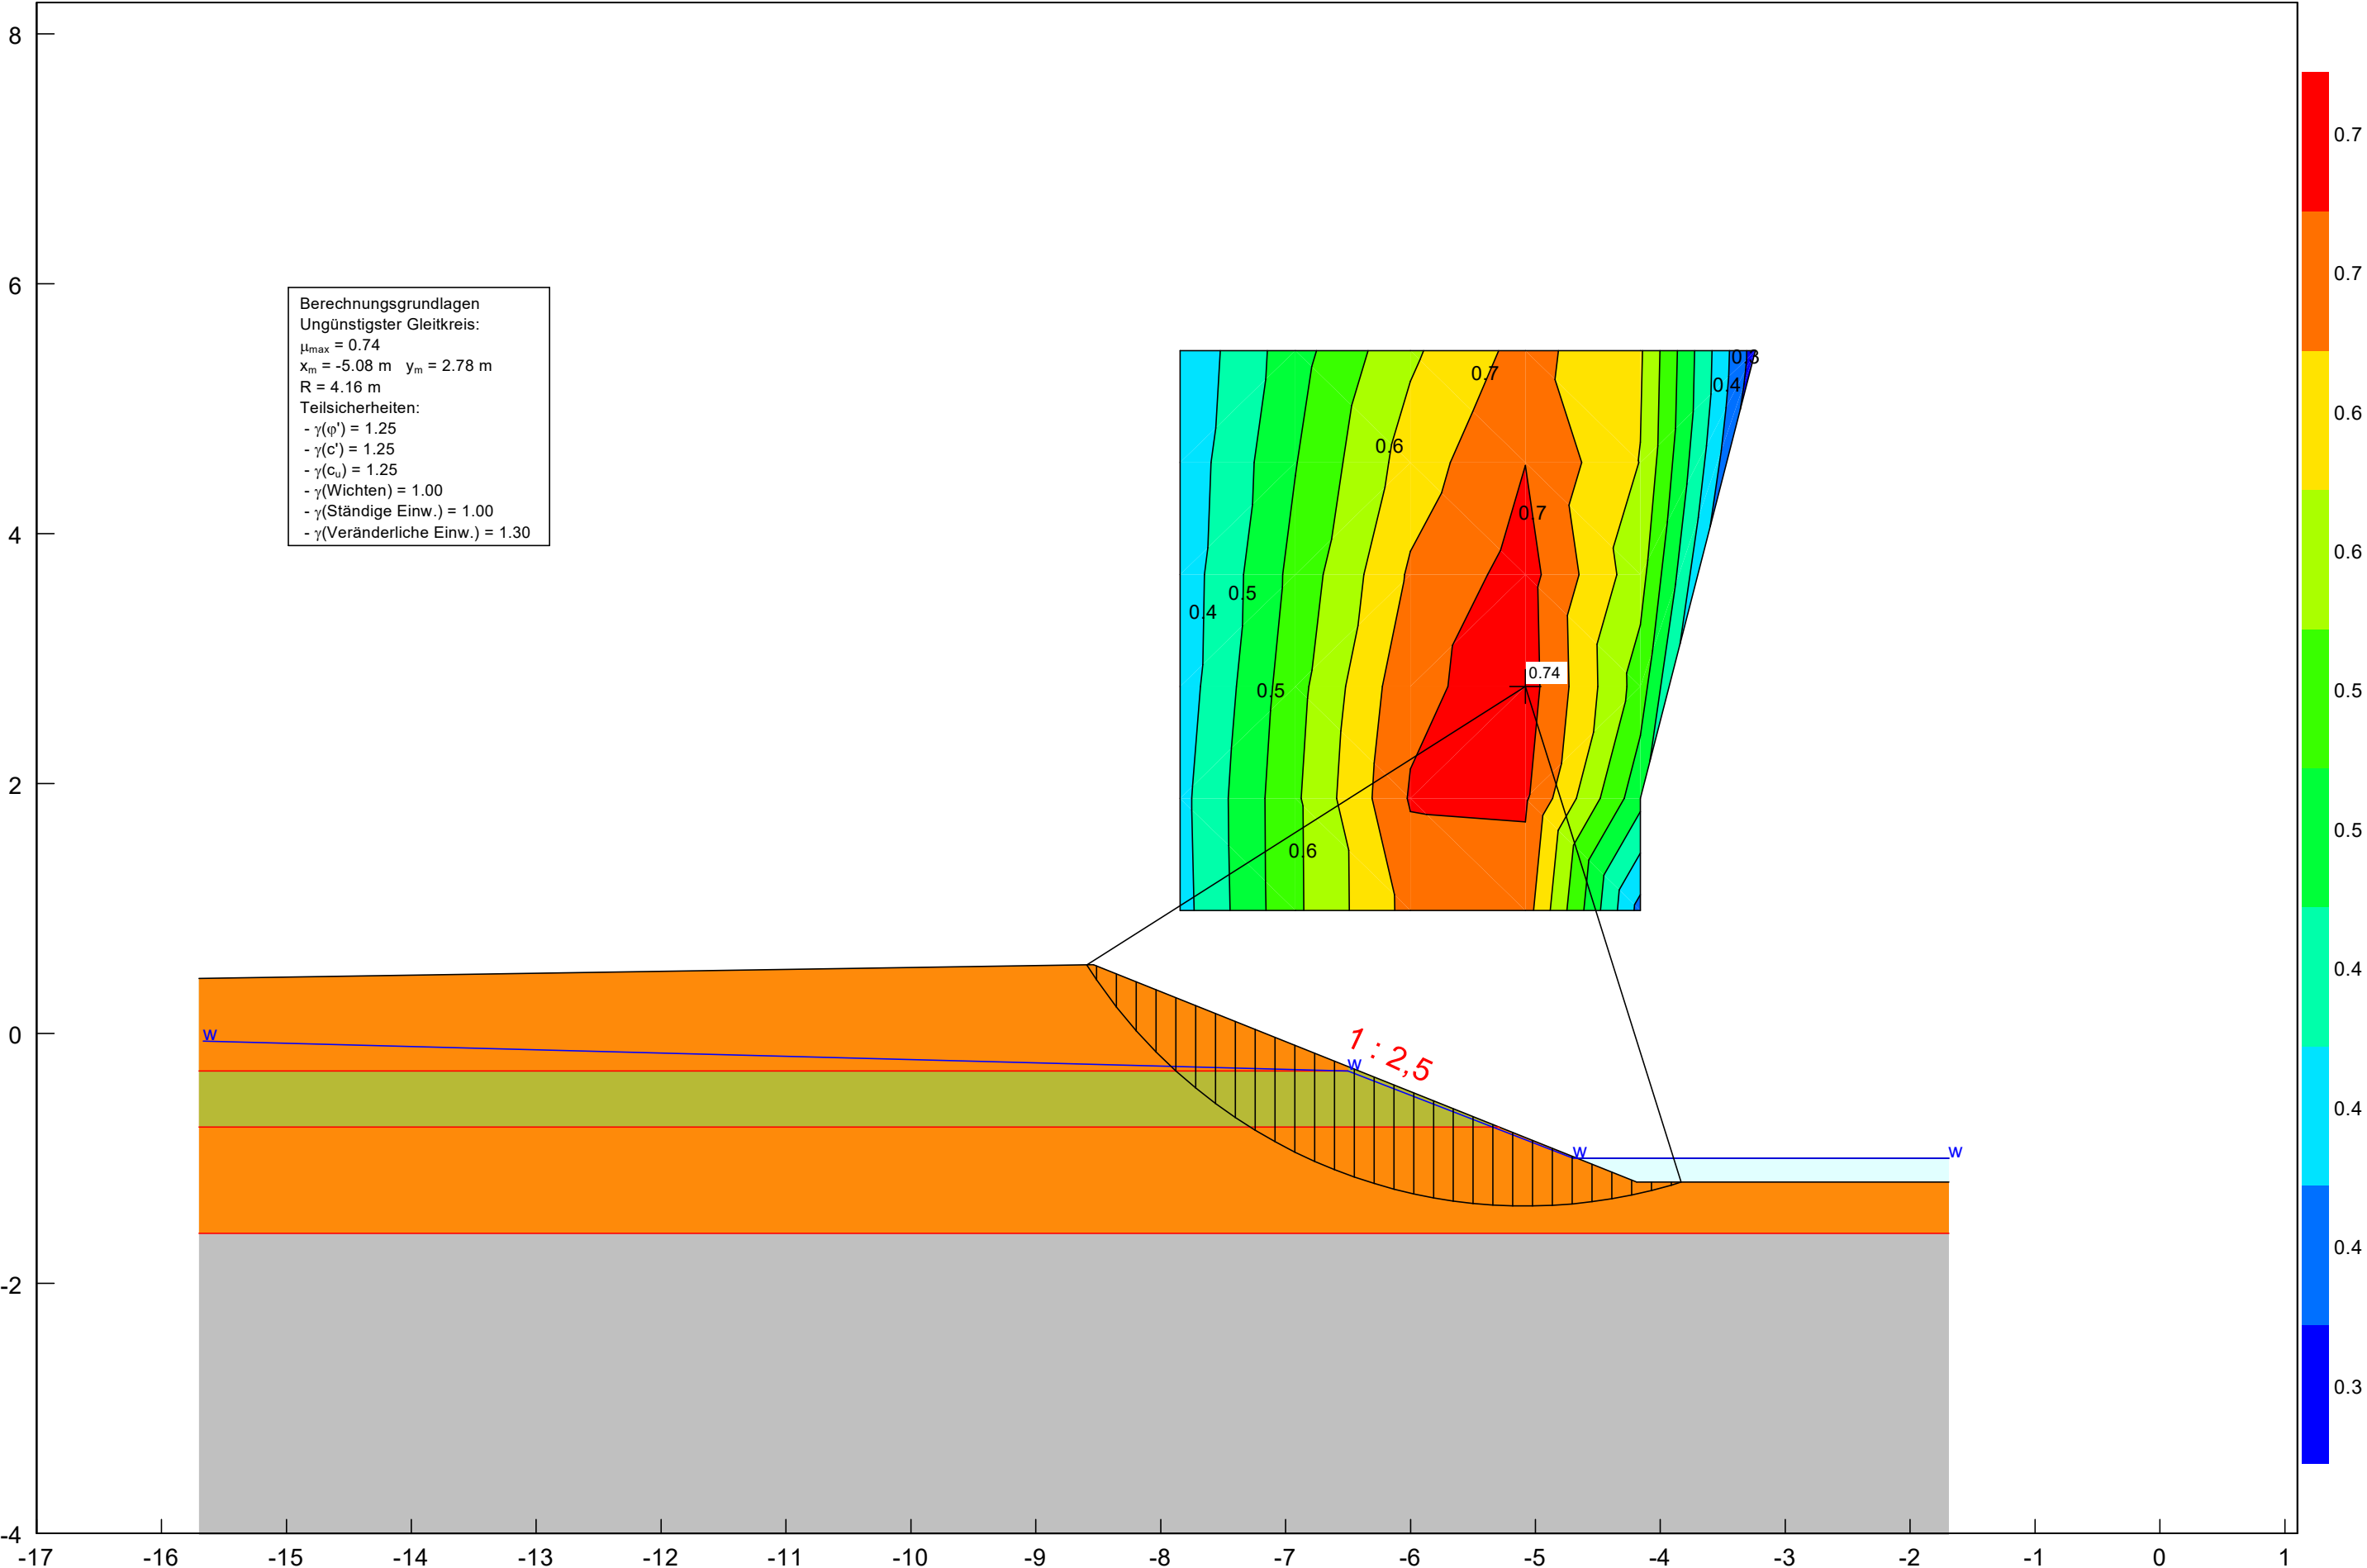 8
6
4
2
0
-2
-4
-17 -16 -15 -14 -13 -12 -11 -10 -9 -8 -7 -6 -5 -4 -3 -2 -1 0 1
Berechnungsgrundlagen
Ungünstigster Gleitkreis:
μmax = 0.74
xm = -5.08 m ym = 2.78 m
R = 4.16 m
Teilsicherheiten:
- γ(φ') = 1.25
- γ(c') = 1.25
- γ(cu) = 1.25
- γ(Wichten) = 1.00
- γ(Ständige Einw.) = 1.00
- γ(Veränderliche Einw.) = 1.30
0.3
0.7
0.4
0.6
0.7
0.5
0.4
0.74
0.5
0.6
w
1 : 2,5
w
w
w
0.7
0.7
0.6
0.6
0.5
0.5
0.4
0.4
0.4
0.3